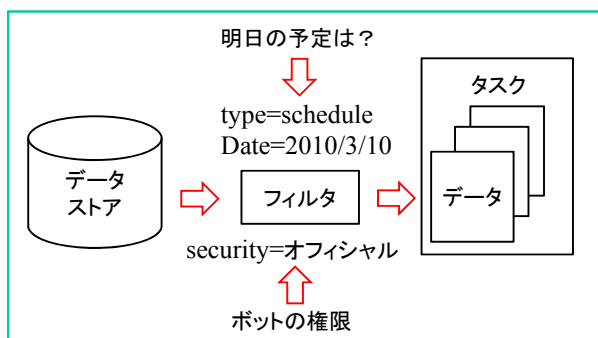 明日の予定は？
type=schedule
Date=2010/3/10
データ
ストア
フィルタ
security=オフィシャル
ボットの権限
タスク
データ